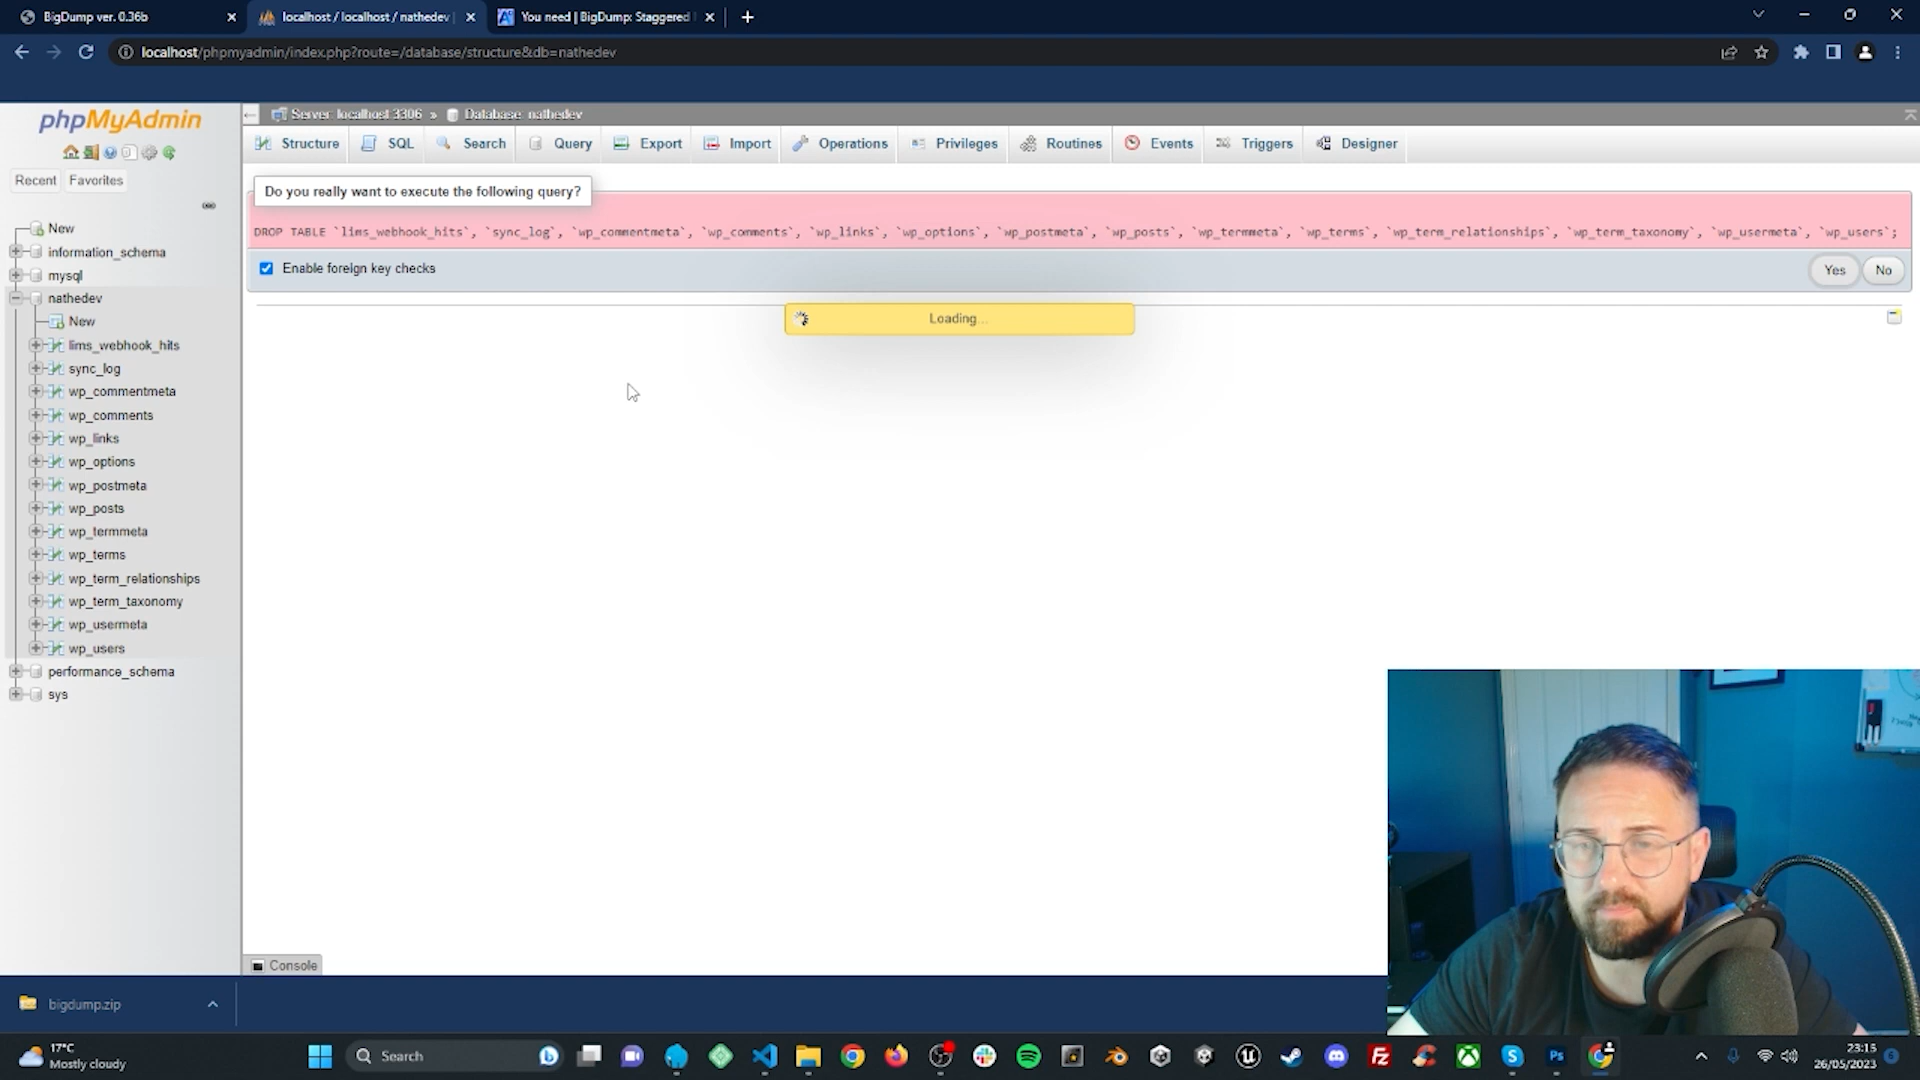 BigDump ver. 0.36b
localhost / localhost / nathedev |
You need | BigDump: Staggered
localhost/phpmyadmin/index.php?route=/database/structure&db=nathedev
phpMyAdmin
Recent
Favorites
New
information_schema
mysql
nathedev
New
lims_webhook_hits
sync_log
wp_commentmeta
wp_comments
wp_links
wp_options
wp_postmeta
wp_posts
wp_termmeta
wp_terms
wp_term_relationships
wp_term_taxonomy
wp_usermeta
wp_users
performance_schema
sys
Server: localhost:3306 » Database: nathedev
Structure
SQL
Search
Query
Export
Import
Operations
Privileges
Routines
Events
Triggers
Designer
Do you really want to execute the following query?
DROP TABLE `lims_webhook_hits`, `sync_log`, `wp_commentmeta`, `wp_comments`, `wp_links`, `wp_options`, `wp_postmeta`, `wp_posts`, `wp_termmeta`, `wp_terms`, `wp_term_relationships`, `wp_term_taxonomy`, `wp_usermeta`, `wp_users`;
Enable foreign key checks
Yes
No
Loading...
Console
bigdump.zip
17°C
Mostly cloudy
Search
23:15
26/05/2023